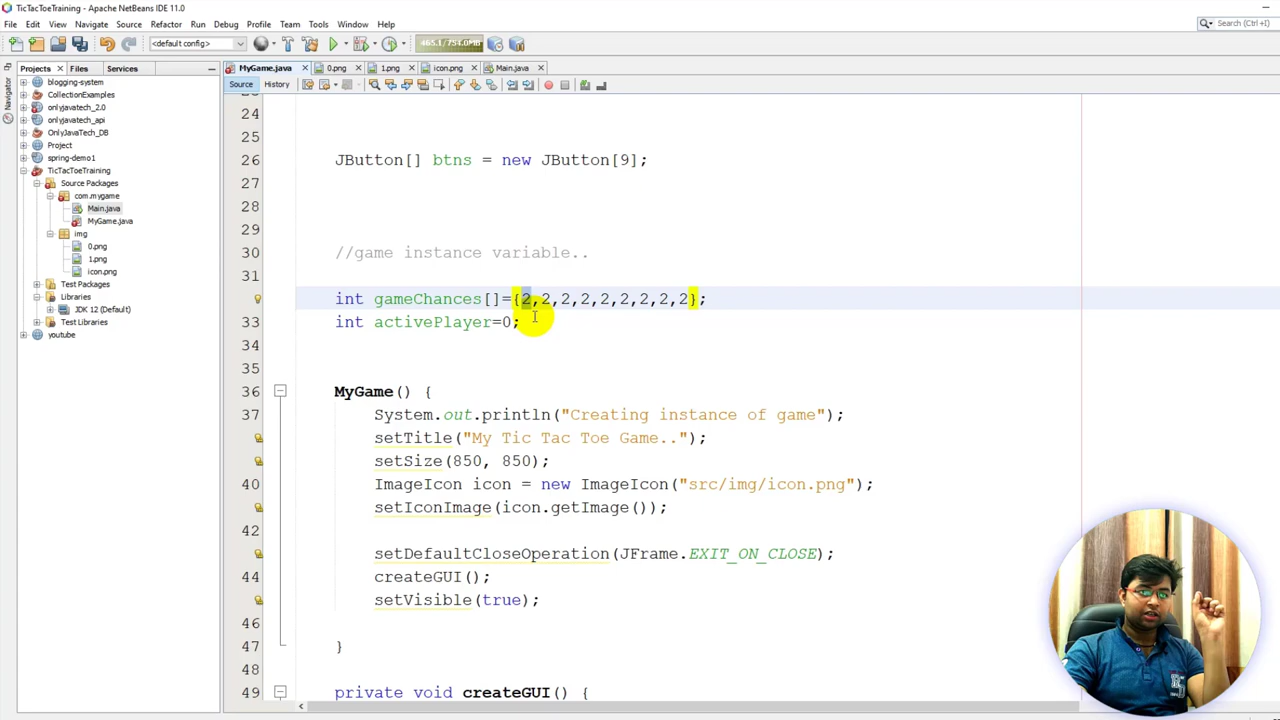 TicTacToeTraining - Apache NetBeans IDE 11.0
File Edit View Navigate Source Refactor Run Debug Profile Team Tools Window Help
Search (Ctrl+I)
<default config>
465.1 / 754.0MB
Projects Files Services
MyGame.java 0.png 1.png icon.png Main.java
Source History
Navigator
blogging-system
CollectionExamples
onlyjavatech_2.0
onlyjavatech_api
OnlyJavaTech_DB
Project
spring-demo1
TicTacToeTraining
Source Packages
com.mygame
Main.java
MyGame.java
img
0.png
1.png
icon.png
Test Packages
Libraries
JDK 12 (Default)
Test Libraries
youtube
24
25
26 JButton[] btns = new JButton[9];
27
28
29
30 //game instance variable..
31
int gameChances[]={2,2,2,2,2,2,2,2,2};
33 int activePlayer=0;
34
35
36 MyGame() {
37 System.out.println("Creating instance of game");
setTitle("My Tic Tac Toe Game..");
setSize(850, 850);
40 ImageIcon icon = new ImageIcon("src/img/icon.png");
setIconImage(icon.getImage());
42
setDefaultCloseOperation(JFrame.EXIT_ON_CLOSE);
44 createGUI();
setVisible(true);
46
47 }
48
49 private void createGUI() {